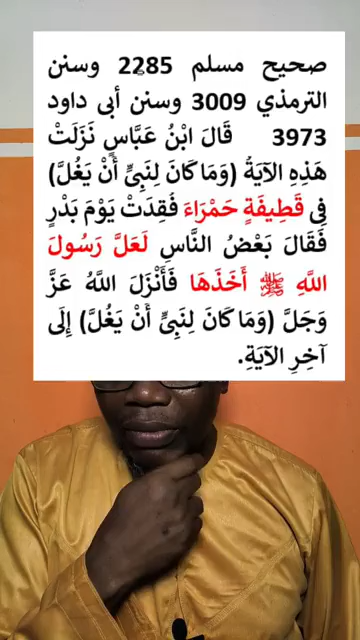 صحيح مسلم 2285 وسنن
الترمذي 3009 وسنن أبى داود
3973 قَالَ ابْنُ عَبَّاسٍ نَزَلَتْ
هَذِهِ الآيَةُ (وَمَا كَانَ لِنَبِىٍّ أَنْ يَغُلَّ)
فِى قَطِيفَةٍ حَمْرَاءَ فُقِدَتْ يَوْمَ بَدْرٍ
فَقَالَ بَعْضُ النَّاسِ لَعَلَّ رَسُولَ
اللَّهِ ﷺ أَخَذَهَا فَأَنْزَلَ اللَّهُ عَزَّ
وَجَلَّ (وَمَا كَانَ لِنَبِىٍّ أَنْ يَغُلَّ) إِلَى
آخِرِ الآيَةِ.